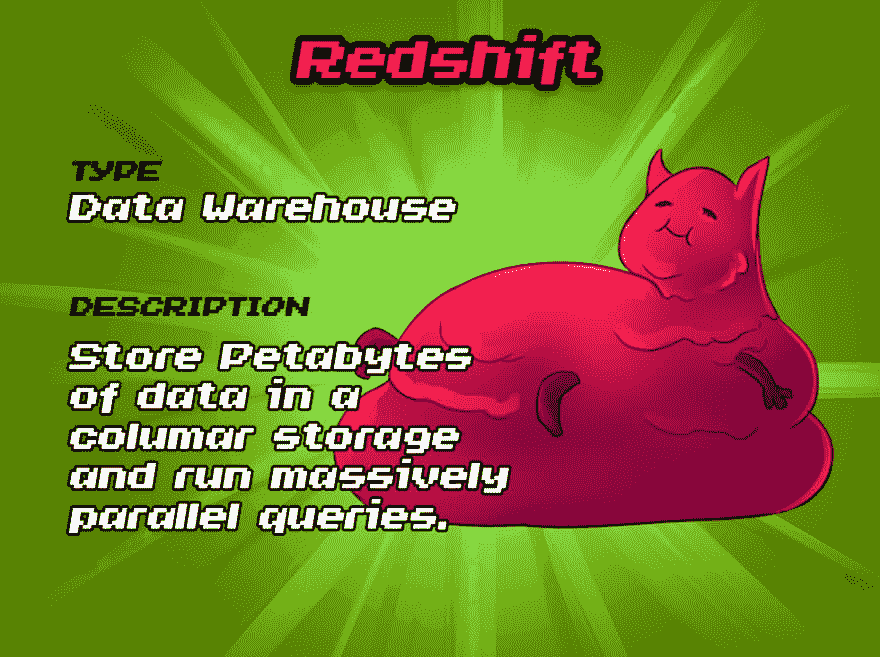 Redshift
TYPE
Data Warehouse
DESCRIPTION
Store Petabytes
of data in a
columar storage
and run massively
parallel queries.